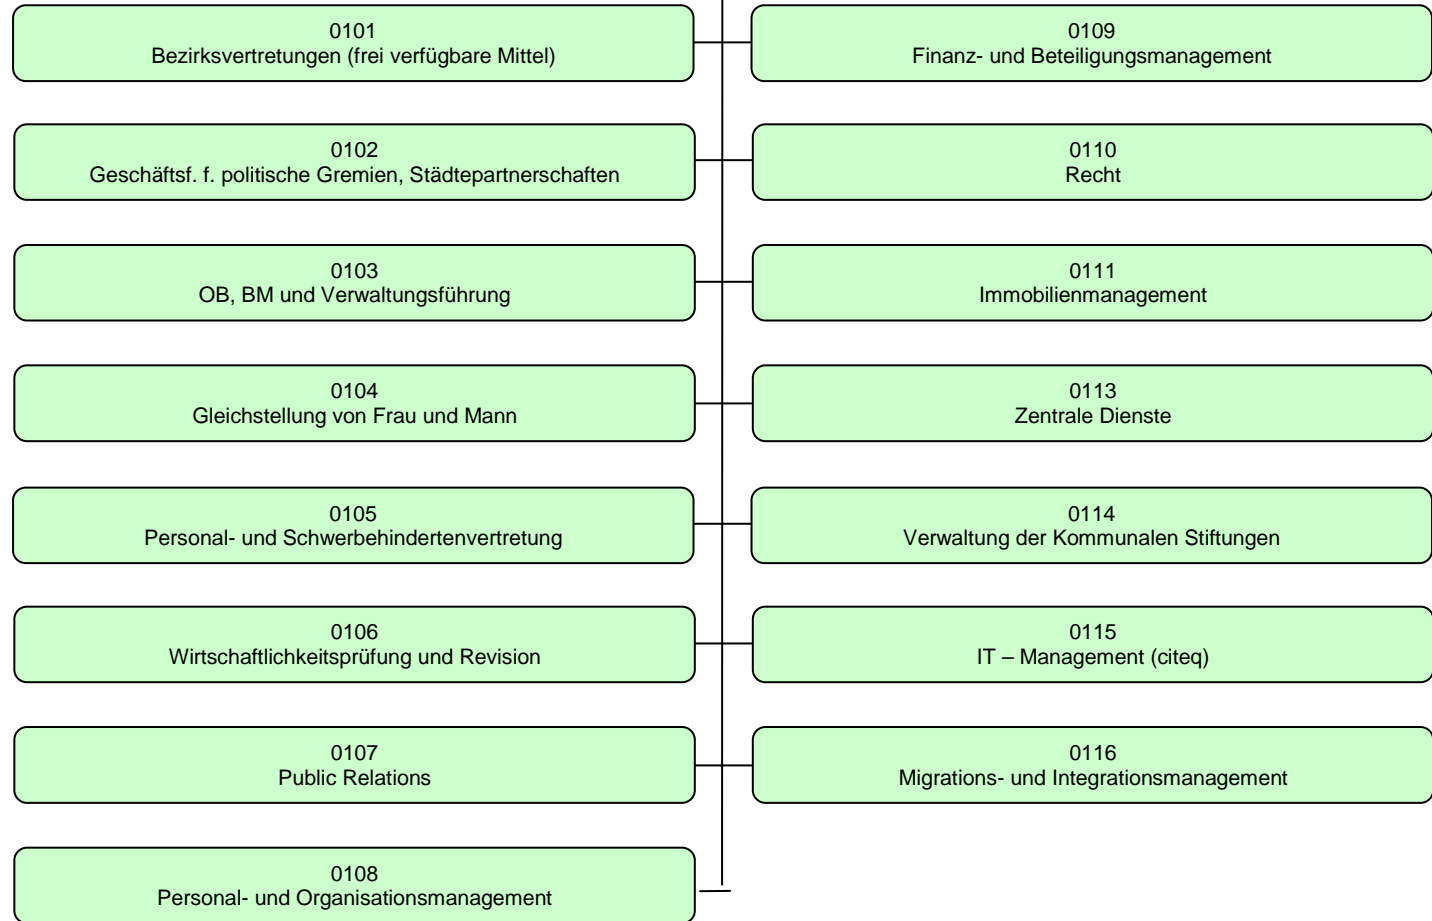 0101
Bezirksvertretungen (frei verfügbare Mittel)
0102
Geschäftsf. f. politische Gremien, Städtepartnerschaften
0103
OB, BM und Verwaltungsführung
0104
Gleichstellung von Frau und Mann
0105
Personal- und Schwerbehindertenvertretung
0106
Wirtschaftlichkeitsprüfung und Revision
0107
Public Relations
0108
Personal- und Organisationsmanagement
0109
Finanz- und Beteiligungsmanagement
0110
Recht
0111
Immobilienmanagement
0113
Zentrale Dienste
0114
Verwaltung der Kommunalen Stiftungen
0115
IT – Management (citeq)
0116
Migrations- und Integrationsmanagement